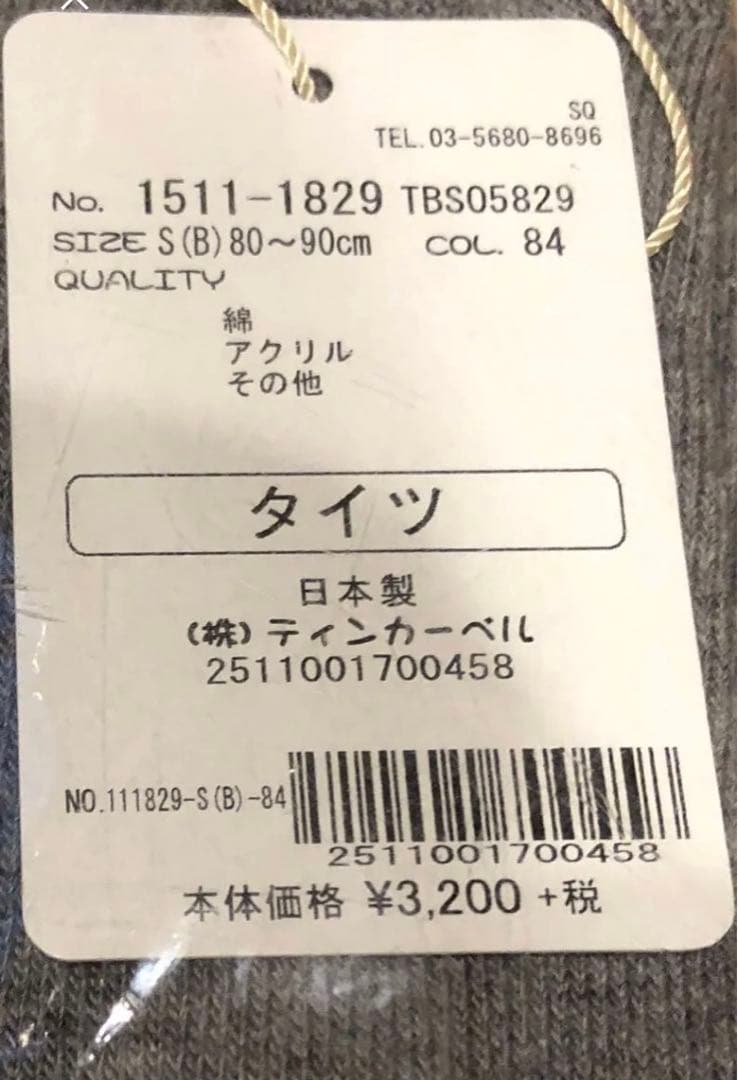 SQ
TEL.03-5680-8696
No. 1511-1829 TBS05829
SIZE S(B)80〜90cm COL. 84
QUALITY
綿
アクリル
その他
タイツ
日本製
(株)ティンカーベル
2511001700458
NO.111829-S(B)-84
2511001700458
本体価格 ¥3,200 +税